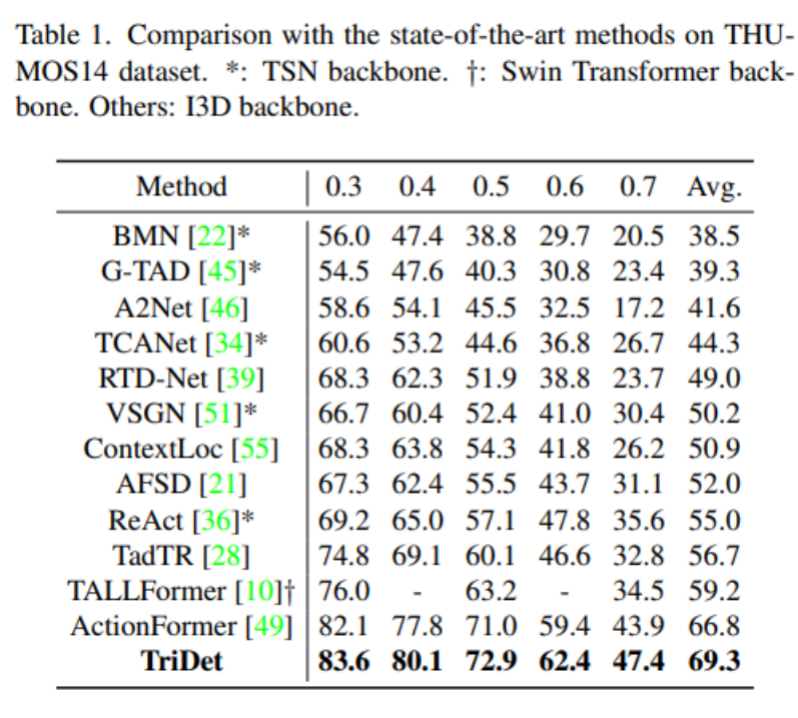 Table 1. Comparison with the state-of-the-art methods on THU-
MOS14 dataset. *: TSN backbone. †: Swin Transformer back-
bone. Others: I3D backbone.
Method 0.3 0.4 0.5 0.6 0.7 Avg.
BMN [22]* 56.0 47.4 38.8 29.7 20.5 38.5
G-TAD [45]* 54.5 47.6 40.3 30.8 23.4 39.3
A2Net [46] 58.6 54.1 45.5 32.5 17.2 41.6
TCANet [34]* 60.6 53.2 44.6 36.8 26.7 44.3
RTD-Net [39] 68.3 62.3 51.9 38.8 23.7 49.0
VSGN [51]* 66.7 60.4 52.4 41.0 30.4 50.2
ContextLoc [55] 68.3 63.8 54.3 41.8 26.2 50.9
AFSD [21] 67.3 62.4 55.5 43.7 31.1 52.0
ReAct [36]* 69.2 65.0 57.1 47.8 35.6 55.0
TadTR [28] 74.8 69.1 60.1 46.6 32.8 56.7
TALLFormer [10]† 76.0 - 63.2 - 34.5 59.2
ActionFormer [49] 82.1 77.8 71.0 59.4 43.9 66.8
TriDet 83.6 80.1 72.9 62.4 47.4 69.3